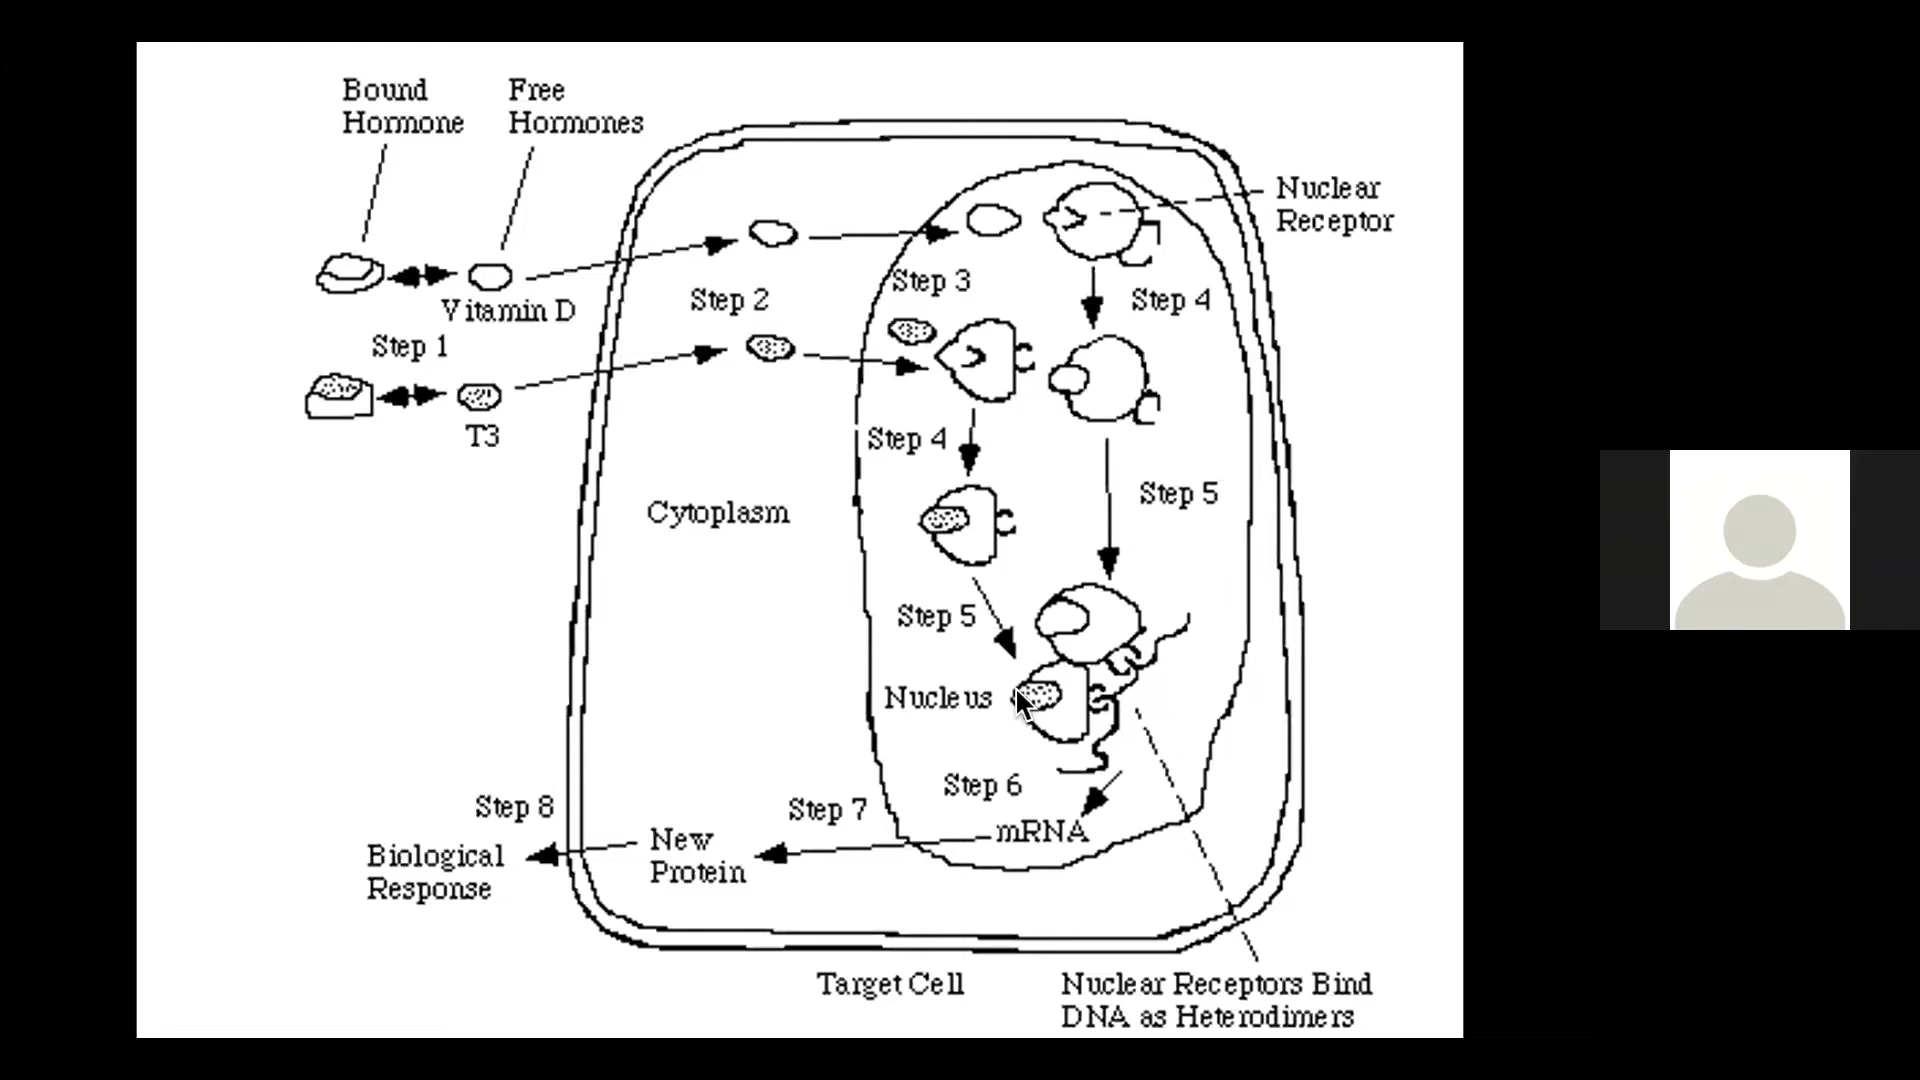 Bound
Hormone
Free
Hormones
Nuclear
Receptor
Step 3
Step 2
Step 4
Vitamin D
Step 1
T3
Step 4
Step 5
Cytoplasm
Step 5
Nucleus
Step 6
Step 8
Step 7
mRNA
New
Protein
Biological
Response
Target Cell
Nuclear Receptors Bind
DNA as Heterodimers